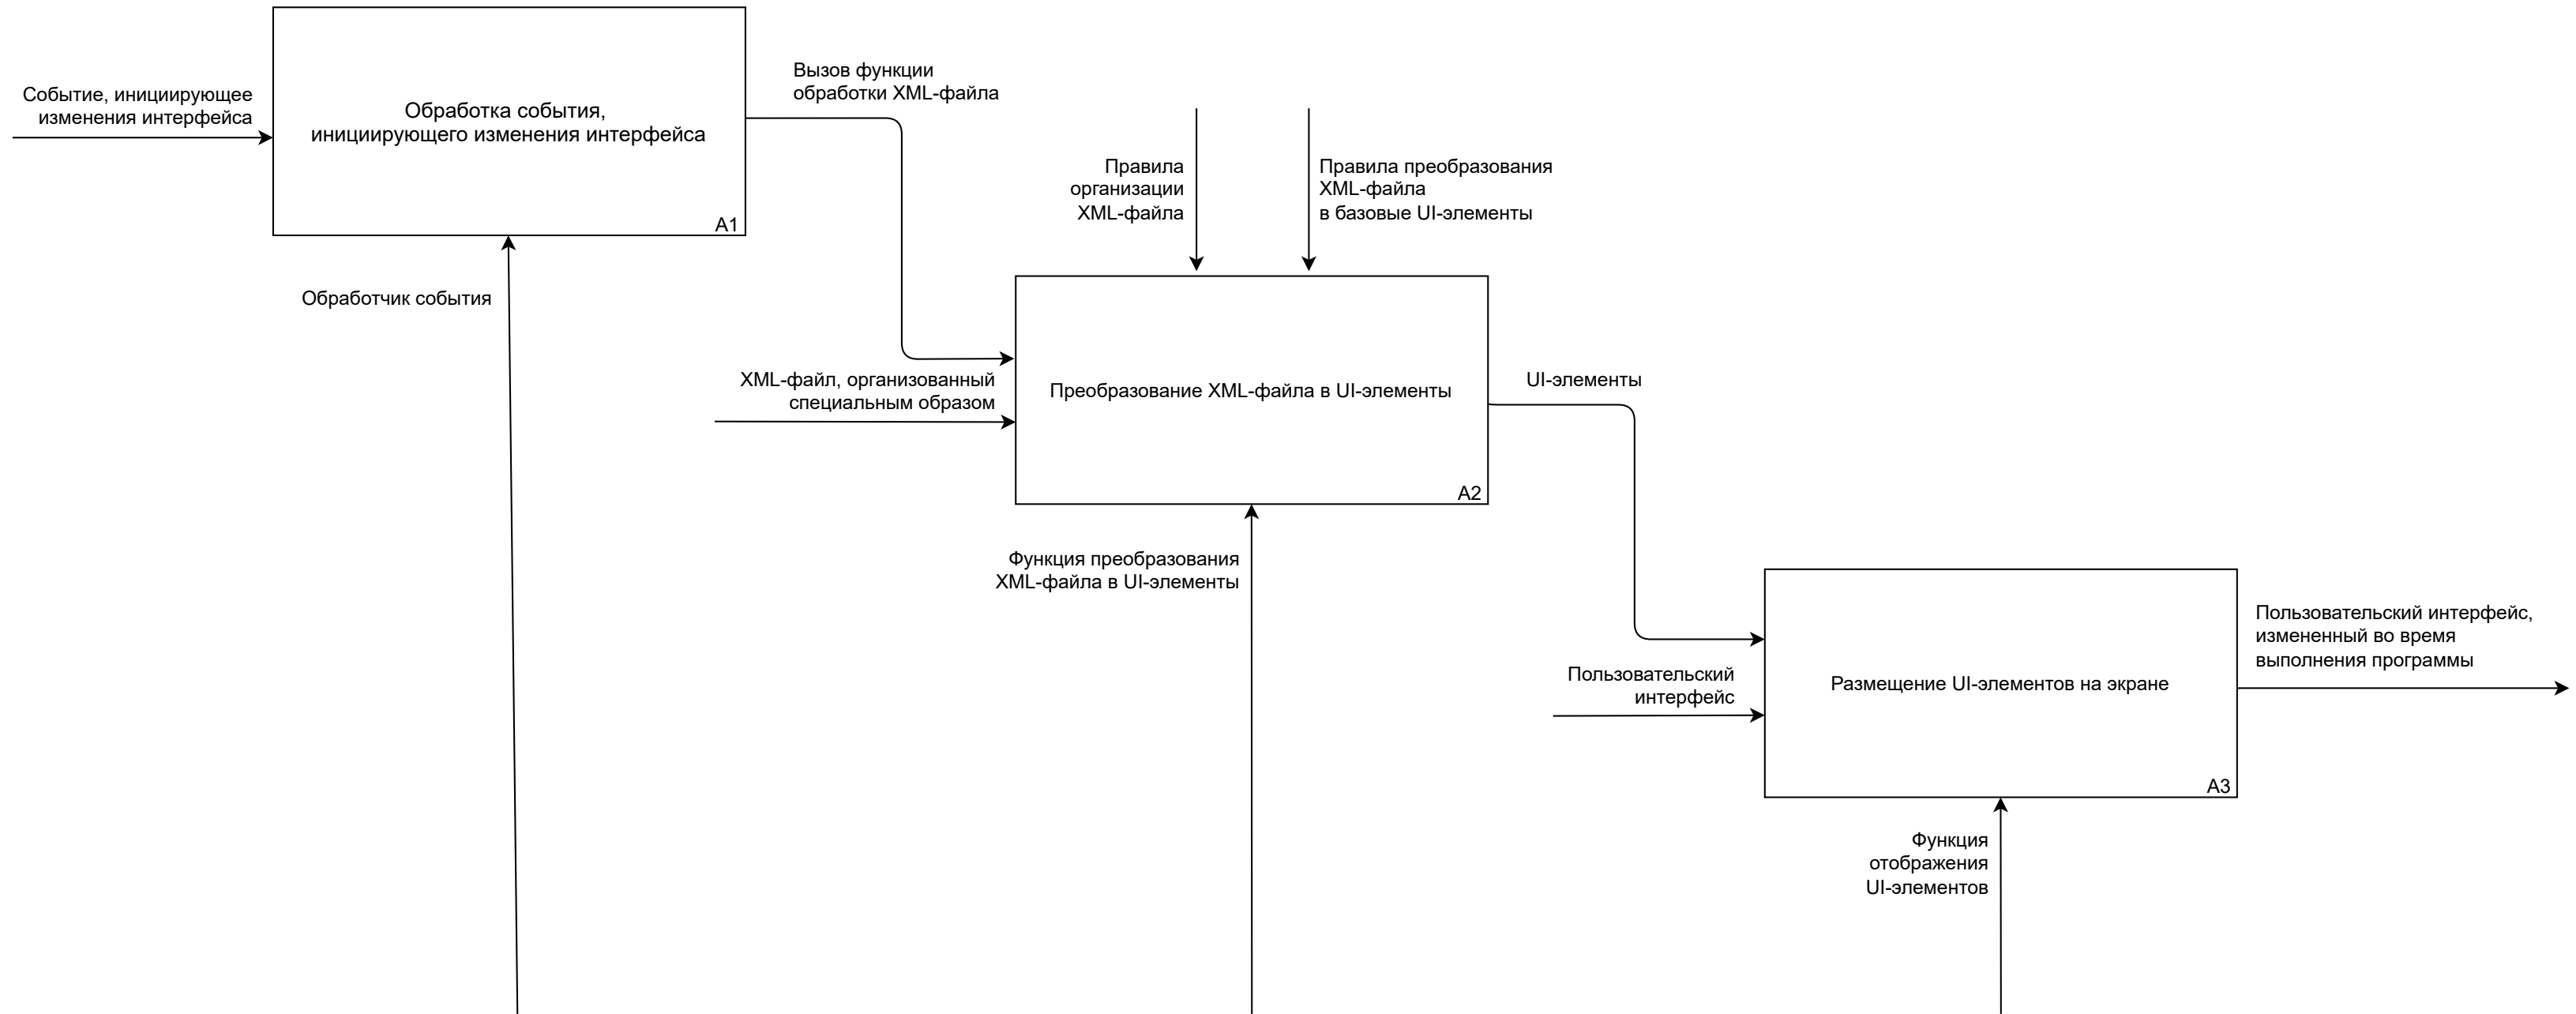 Событие, инициирующее
изменения интерфейса
Обработка события,
инициирующего изменения интерфейса
A1
Вызов функции
обработки XML-файла
Обработчик события
Правила
организации
XML-файла
Правила преобразования
XML-файла
в базовые UI-элементы
XML-файл, организованный
специальным образом
Преобразование XML-файла в UI-элементы
A2
UI-элементы
Функция преобразования
XML-файла в UI-элементы
Пользовательский
интерфейс
Размещение UI-элементов на экране
A3
Пользовательский интерфейс,
измененный во время
выполнения программы
Функция
отображения
UI-элементов